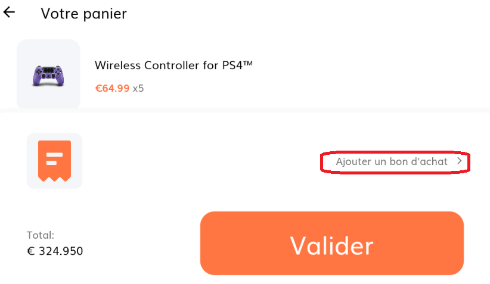 Votre panier
Wireless Controller for PS4™
€64.99 x5
Ajouter un bon d'achat
Total:
€ 324.950
Valider